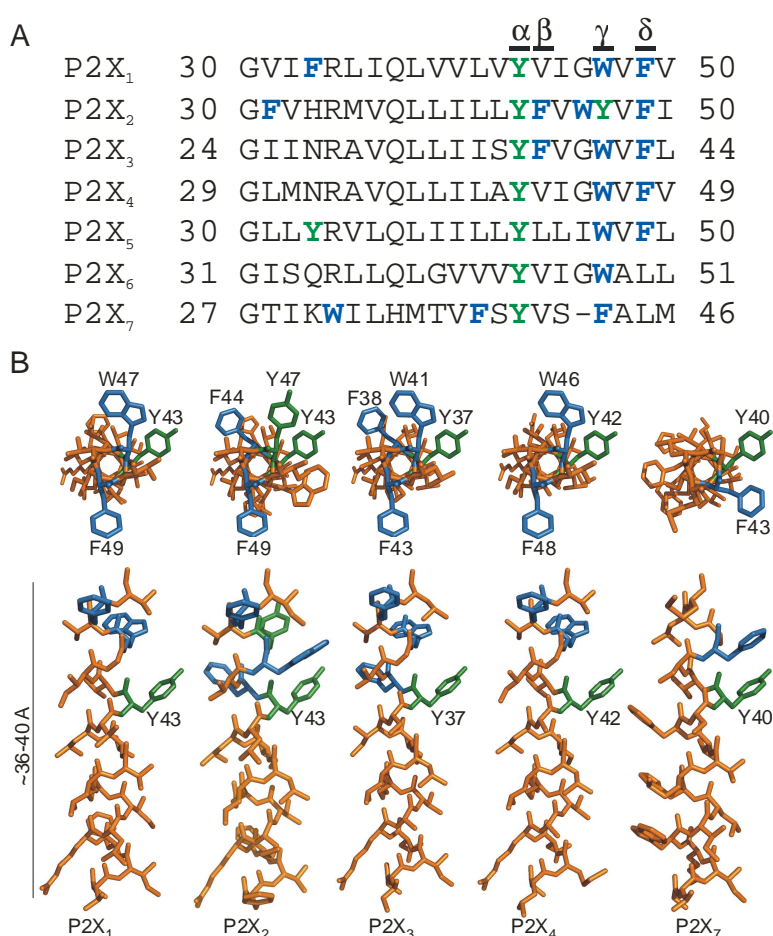 A
α β γ δ
P2X₁ 30 GVIFRLIQLVVLVYVIGWVFV 50
P2X₂ 30 GFVHRMVQLLILLYFVWYVFI 50
P2X₃ 24 GIINRAVQLLIISYFVGWVFL 44
P2X₄ 29 GLMNRAVQLLILAYVIGWVFV 49
P2X₅ 30 GLLYRVLQLIILLYLLIWVFL 50
P2X₆ 31 GISQRLLQLGVVVYVIGWALL 51
P2X₇ 27 GTIKWILHMTVFSYVS-FALM 46
B
W47 Y43 F49
F44 Y47 Y43 F49
F38 W41 Y37 F43
W46 Y42 F48
Y40 F43
~36-40 A
Y43 Y43 Y37 Y42 Y40
P2X₁ P2X₂ P2X₃ P2X₄ P2X₇